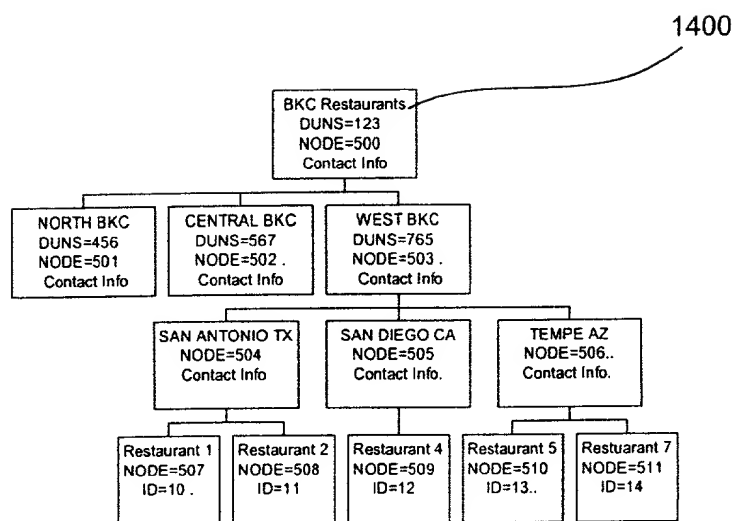 1400
BKC Restaurants
DUNS=123
NODE=500
Contact Info
NORTH BKC
DUNS=456
NODE=501
Contact Info
CENTRAL BKC
DUNS=567
NODE=502 .
Contact Info
WEST BKC
DUNS=765
NODE=503 .
Contact Info
SAN ANTONIO TX
NODE=504
Contact Info
SAN DIEGO CA
NODE=505
Contact Info.
TEMPE AZ
NODE=506..
Contact Info.
Restaurant 1
NODE=507
ID=10 .
Restaurant 2
NODE=508
ID=11
Restaurant 4
NODE=509
ID=12
Restaurant 5
NODE=510
ID=13..
Restuarant 7
NODE=511
ID=14